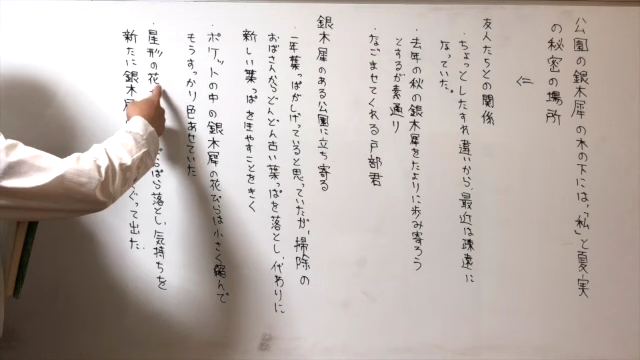 公園の銀木犀の木の下には、「私」と夏実
の秘密の場所
⇐
友人たちとの関係
・ちょっとしたすれ違いから、最近は疎遠に
なっていた。
・去年の秋の銀木犀をたよりに歩み寄ろう
とするが素通り
・なごませてくれる戸部君
銀木犀のある公園に立ち寄る
・一年葉っぱがしげっていると思っていたが、掃除の
おばさんからどんどん古い葉っぱを落とし、代わりに
新しい葉っぱを生やすことをきく
・ポケットの中の銀木犀の花びらは小さく縮んで
もうすっかり色あせていた
・星形の花 ぱらぱら落とし、気持ちを
新たに銀木犀 ぐって出た